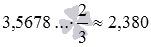 3,5678 ...· 2/3 ≈ 2,380